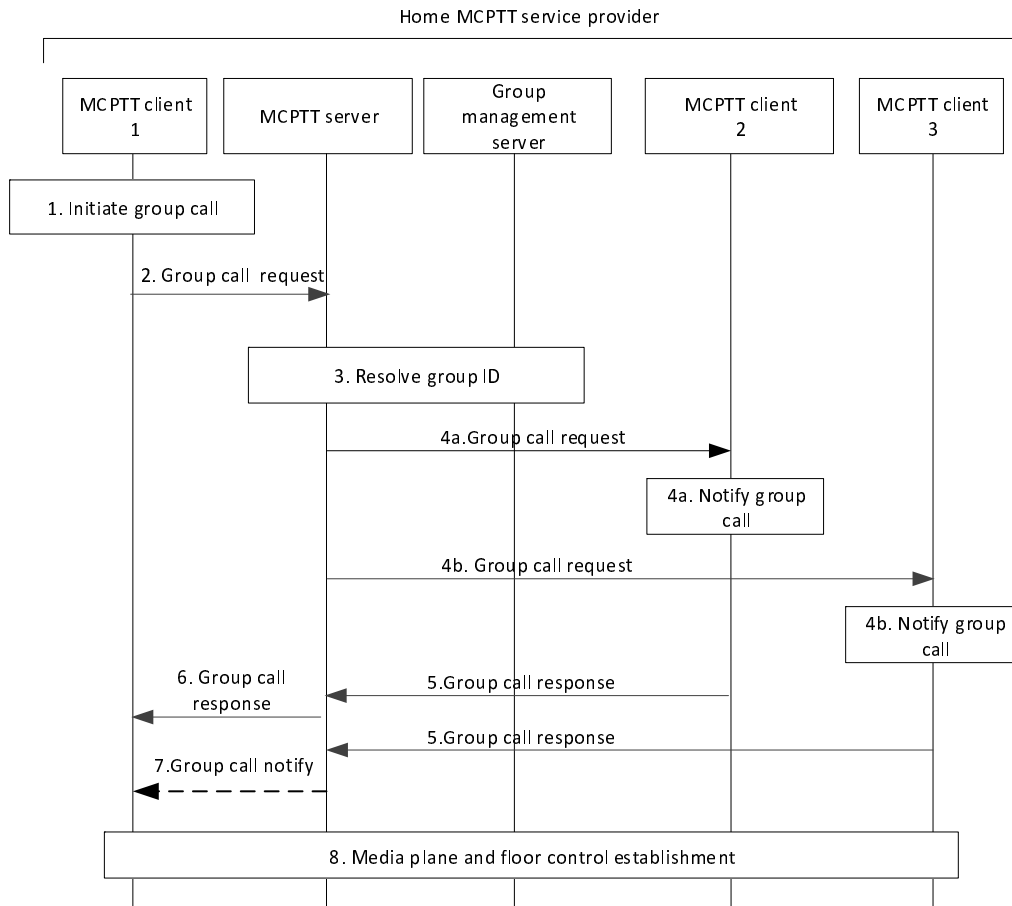 Home MCPTT service provider
MCPTT client
1
MCPTT server
Group
management
server
MCPTT client
2
MCPTT client
3
1. Initiate group call
2. Group call request
3. Resolve group ID
4a.Group call request
4a. Notify group
call
4b. Group call request
4b. Notify group
call
6. Group call
response
5.Group call response
5.Group call response
7.Group call notify
8. Media plane and floor control establishment